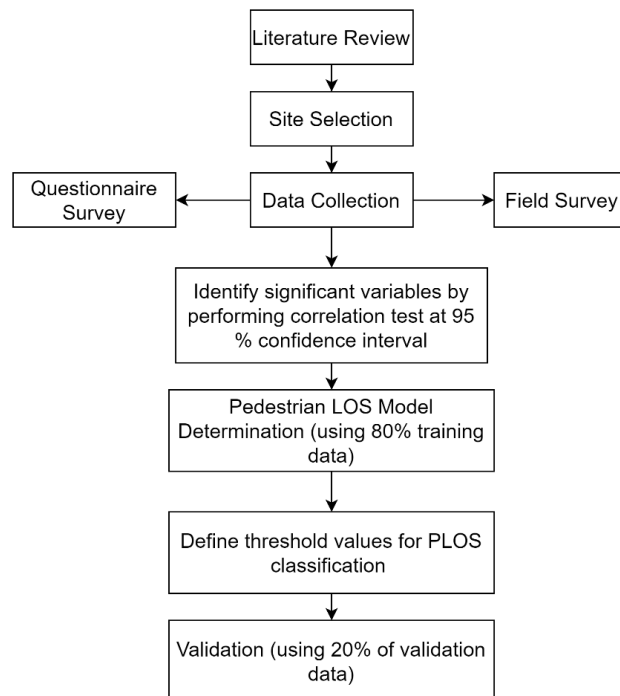 Literature Review
Site Selection
Questionnaire
Survey
Data Collection
Field Survey
Identify significant variables by
performing correlation test at 95
% confidence interval
Pedestrian LOS Model
Determination (using 80% training
data)
Define threshold values for PLOS
classification
Validation (using 20% of validation
data)